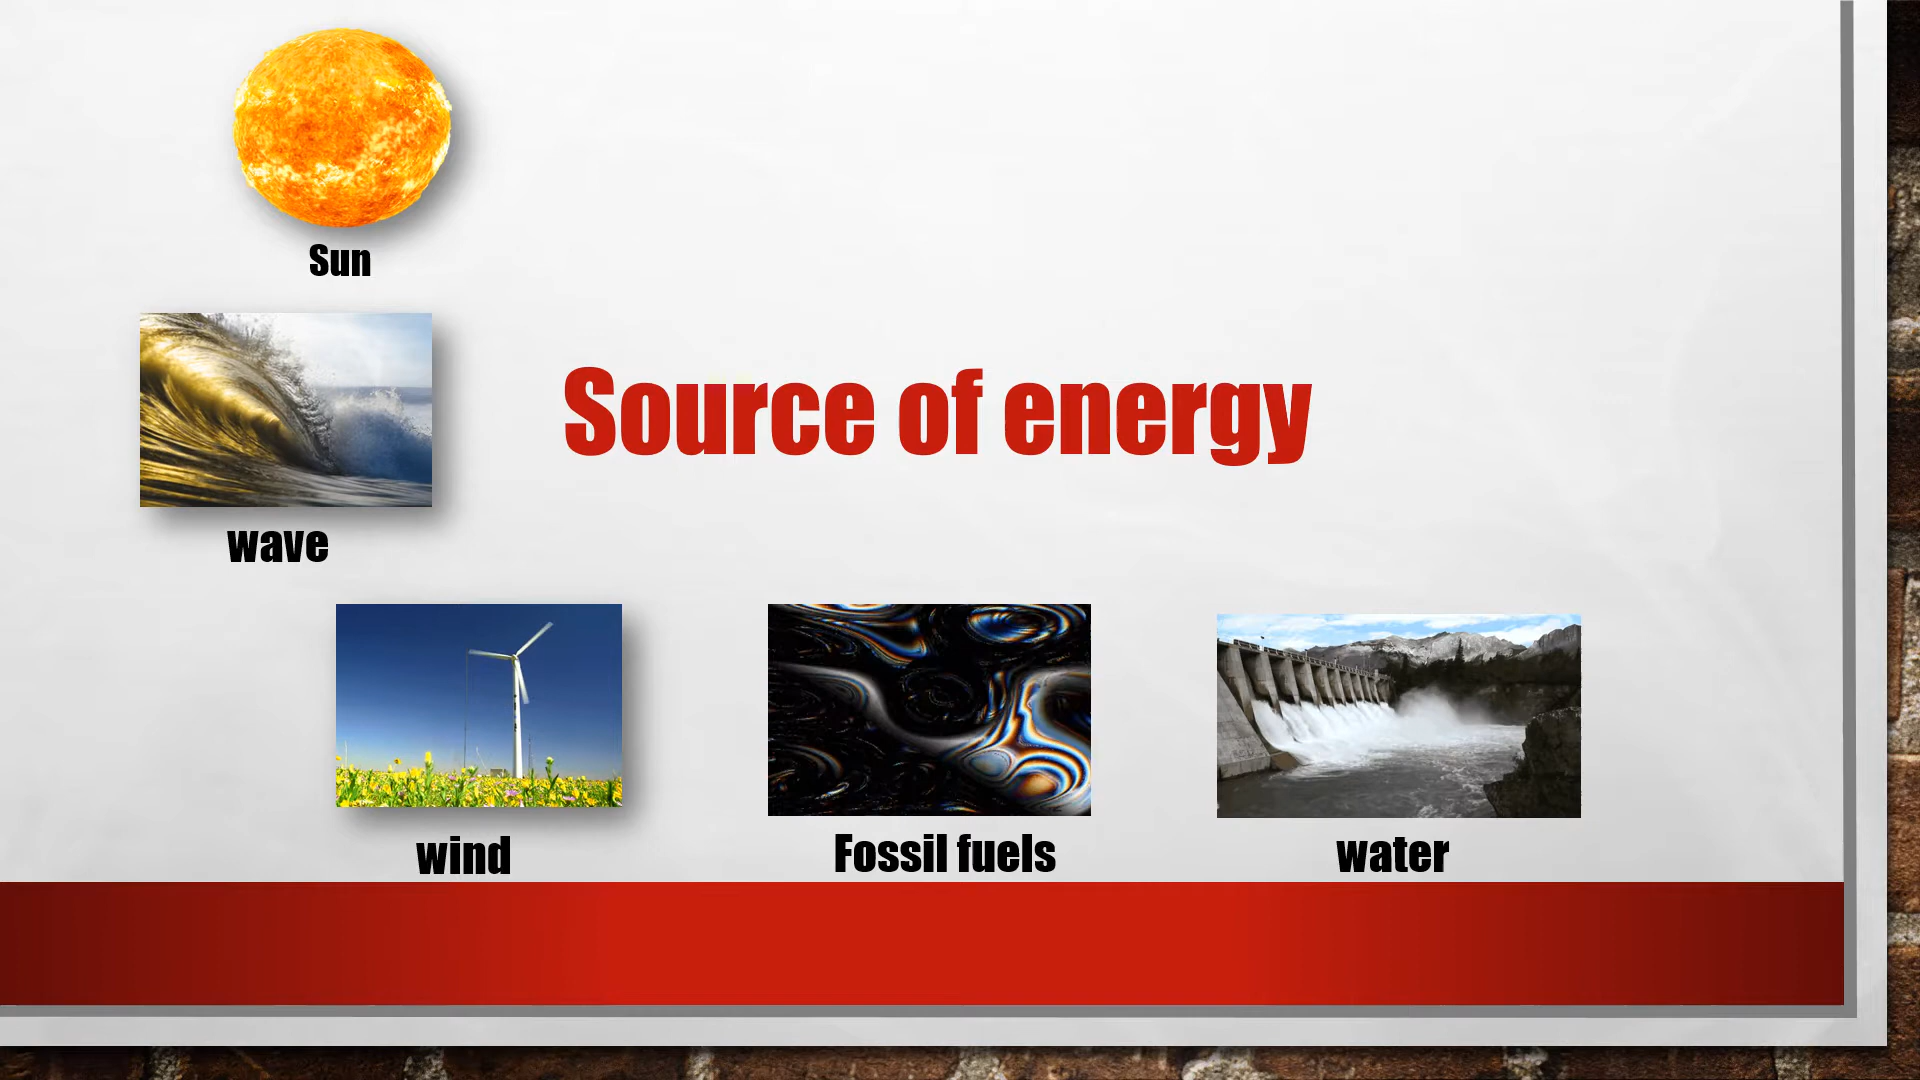 Sun
wave
Source of energy
wind
Fossil fuels
water